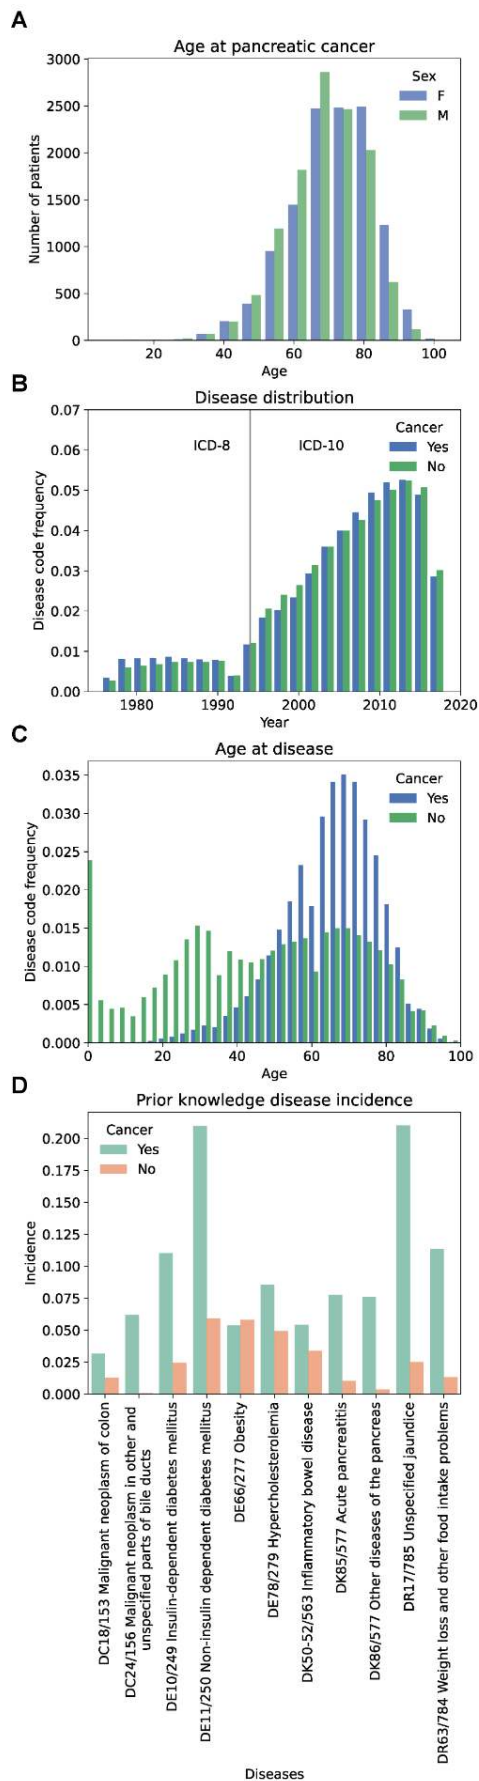 A
Age at pancreatic cancer
3000
2500
2000
1500
1000
500
0
Number of patients
Sex
F
M
20
40
60
80
100
Age
B
Disease distribution
0.07
0.06
0.05
0.04
0.03
0.02
0.01
0.00
Disease code frequency
ICD-8
ICD-10
Cancer
Yes
No
1980
1990
2000
2010
2020
Year
C
Age at disease
0.035
0.030
0.025
0.020
0.015
0.010
0.005
0.000
Disease code frequency
Cancer
Yes
No
0
20
40
60
80
100
Age
D
Prior knowledge disease incidence
0.200
0.175
0.150
0.125
0.100
0.075
0.050
0.025
0.000
Incidence
Cancer
Yes
No
DC18/153 Malignant neoplasm of colon
DC24/156 Malignant neoplasm in other and
unspecified parts of bile ducts
DE10/249 Insulin-dependent diabetes mellitus
DE11/250 Non-insulin dependent diabetes mellitus
DE66/277 Obesity
DE78/279 Hypercholesterolemia
DK50-52/563 Inflammatory bowel disease
DK85/577 Acute pancreatitis
DK86/577 Other diseases of the pancreas
DR17/785 Unspecified jaundice
DR63/784 Weight loss and other food intake problems
Diseases